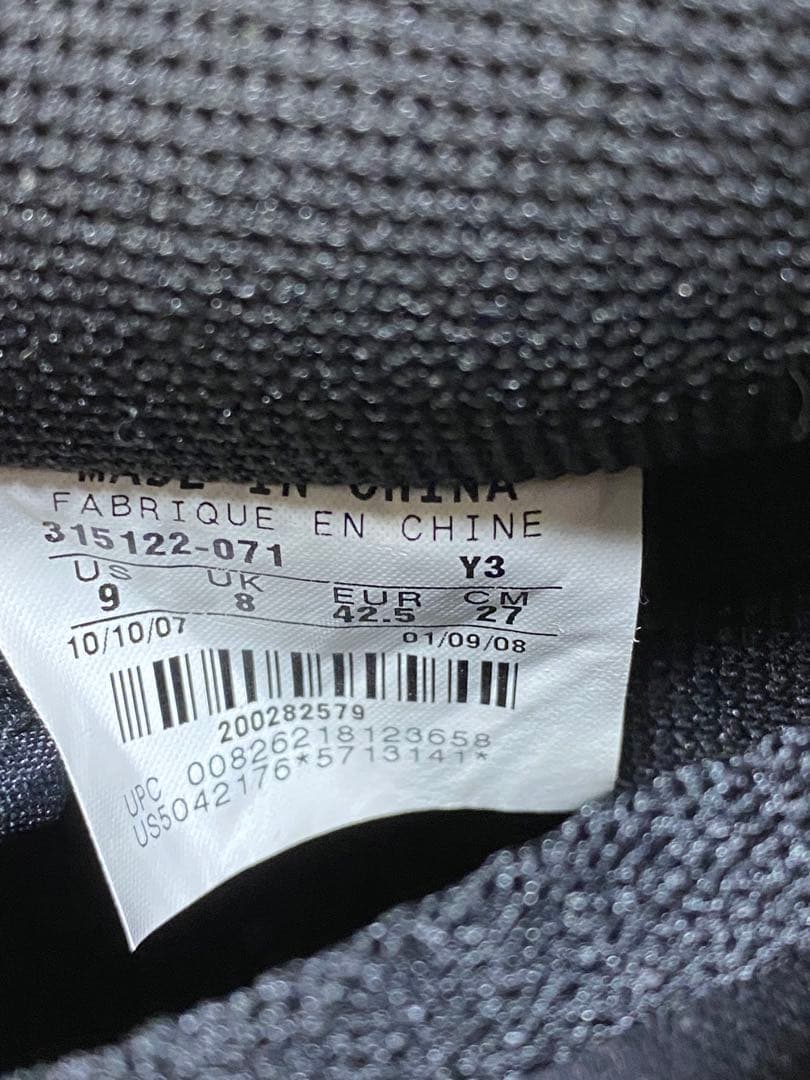 MADE IN CHINA
FABRIQUE EN CHINE
315122-071 Y3
US UK EUR CM
9 8 42.5 27
10/10/07 01/09/08
200282579
UPC 00826218123658
US5042176*5713141*